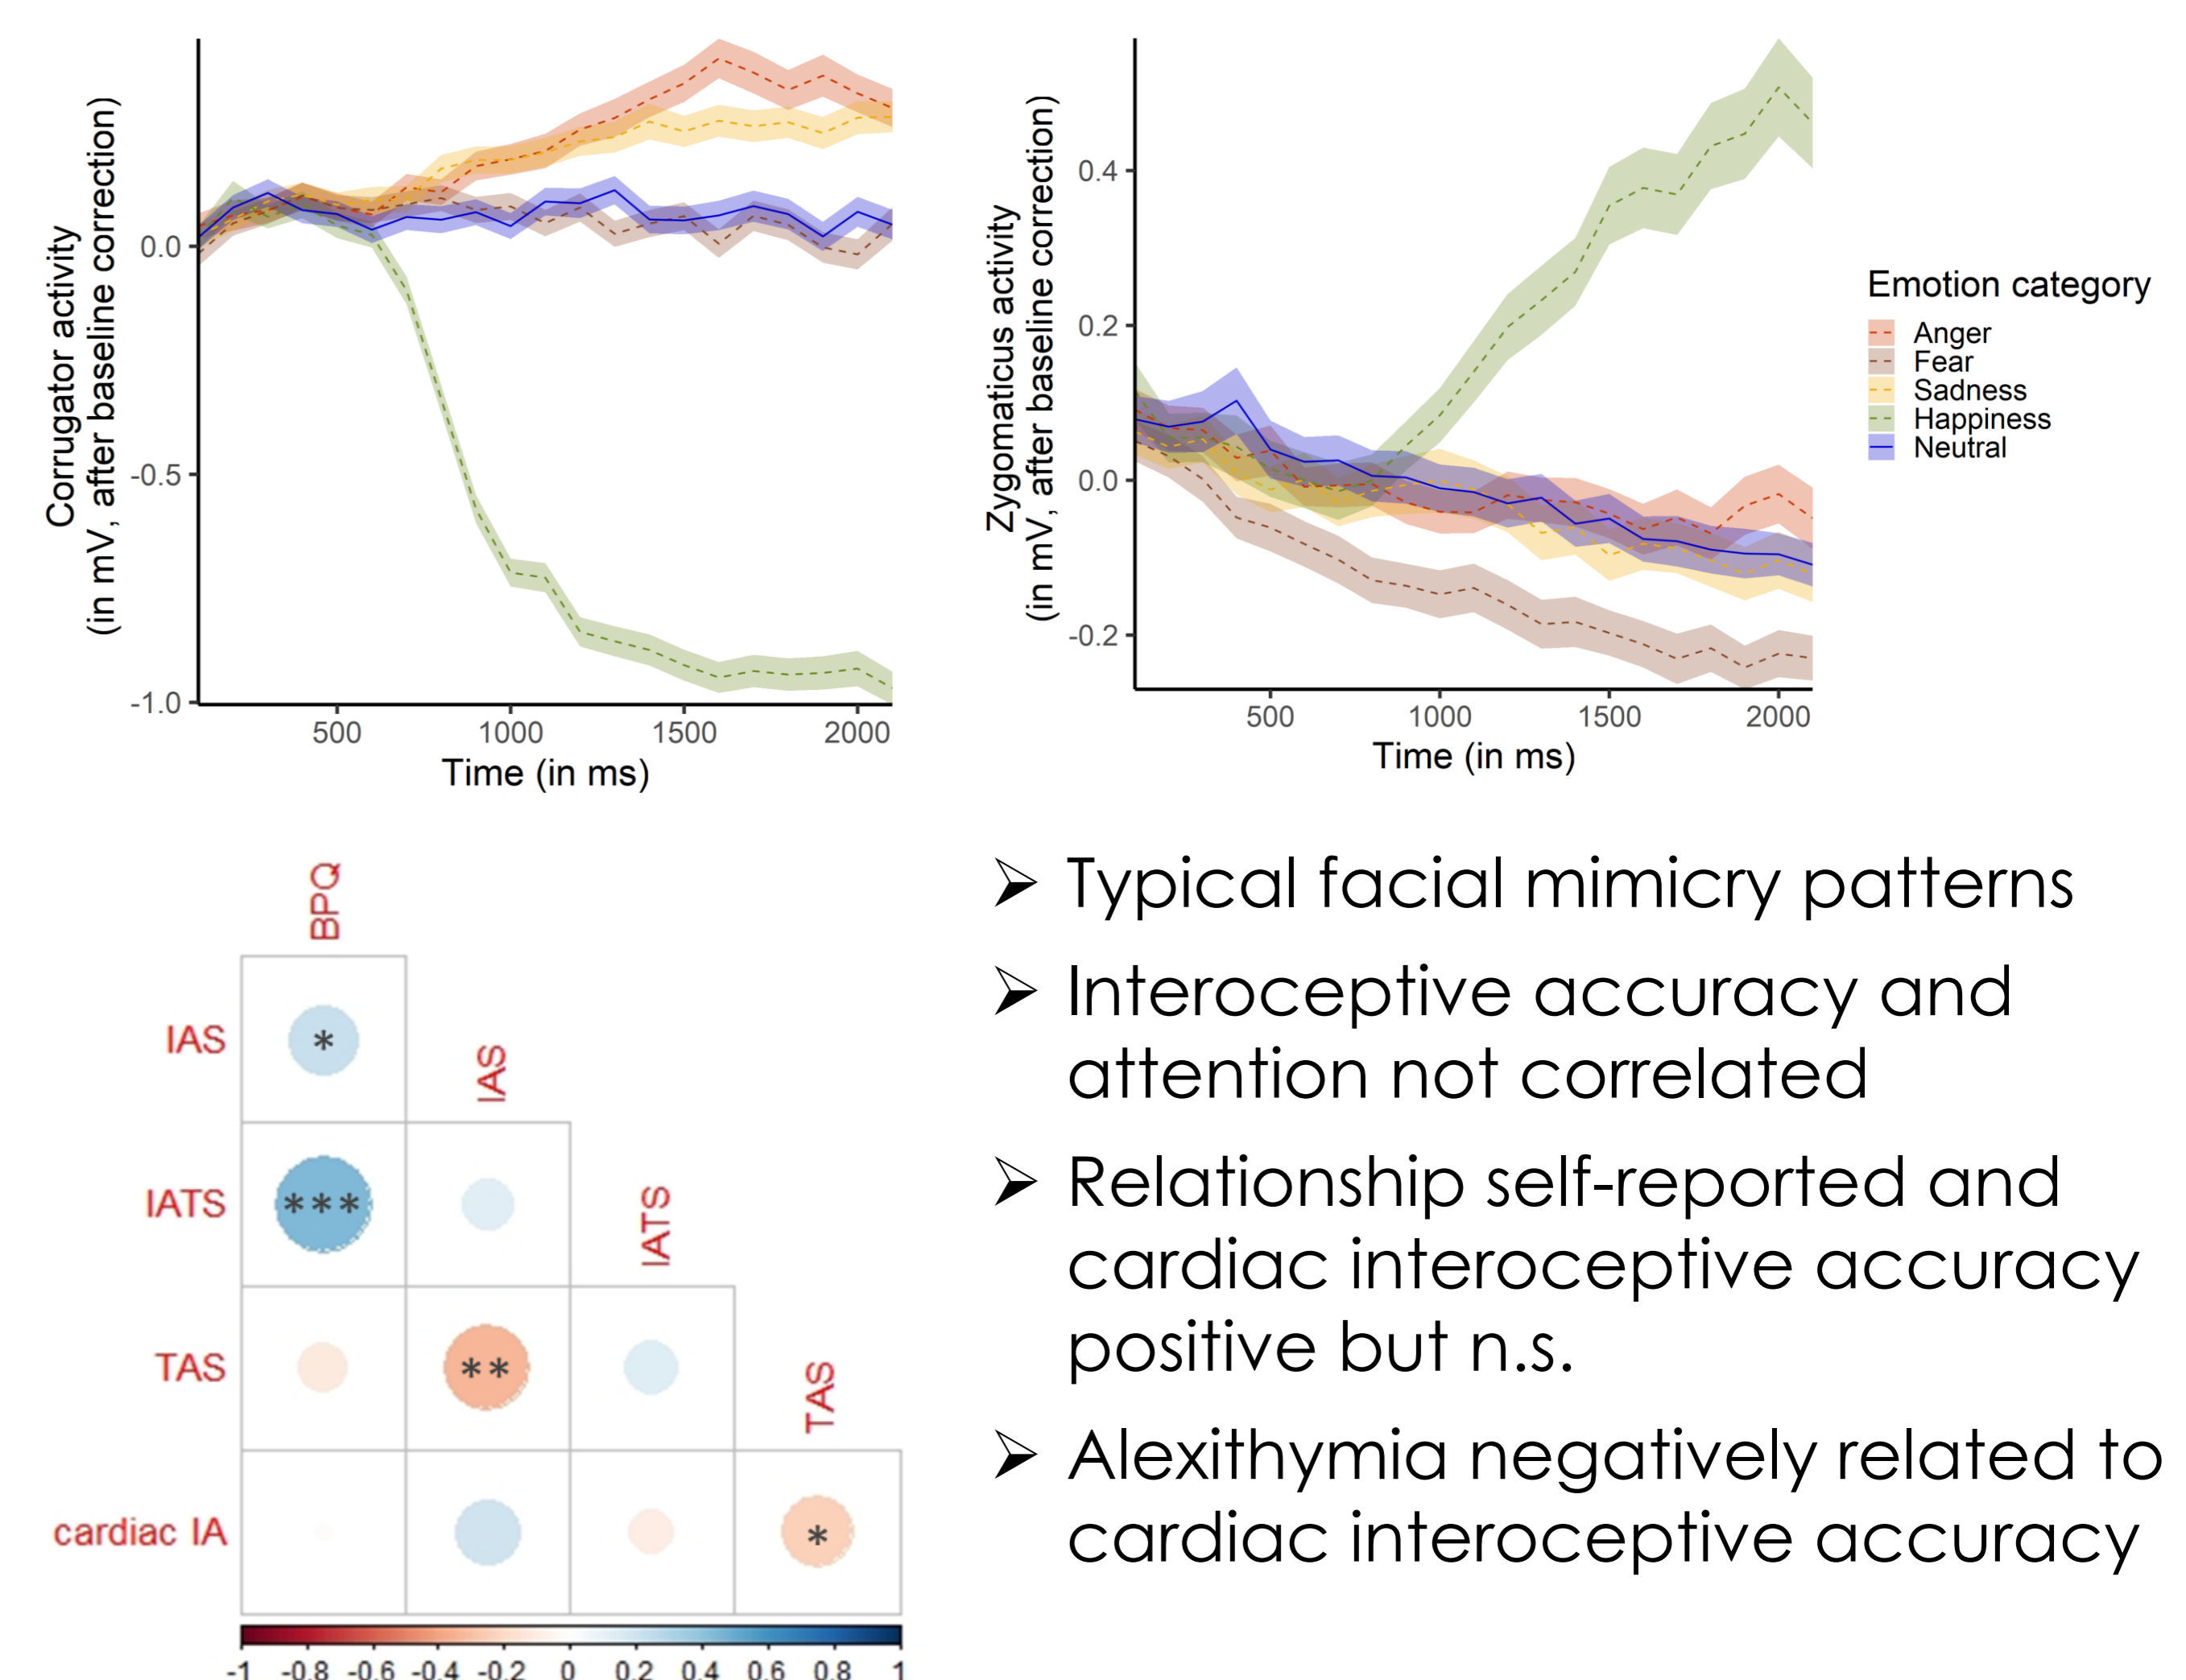 Corrugator activity
(in mV, after baseline correction)
0.0
-0.5
-1.0
500 1000 1500 2000
Time (in ms)
Zygomaticus activity
(in mV, after baseline correction)
0.4
0.2
0.0
-0.2
500 1000 1500 2000
Time (in ms)
Emotion category
Anger
Fear
Sadness
Happiness
Neutral
BPQ
IAS * IAS
IATS *** IATS
TAS ** TAS
cardiac IA *
-1 -0.8 -0.6 -0.4 -0.2 0 0.2 0.4 0.6 0.8 1
➢ Typical facial mimicry patterns
➢ Interoceptive accuracy and
attention not correlated
➢ Relationship self-reported and
cardiac interoceptive accuracy
positive but n.s.
➢ Alexithymia negatively related to
cardiac interoceptive accuracy